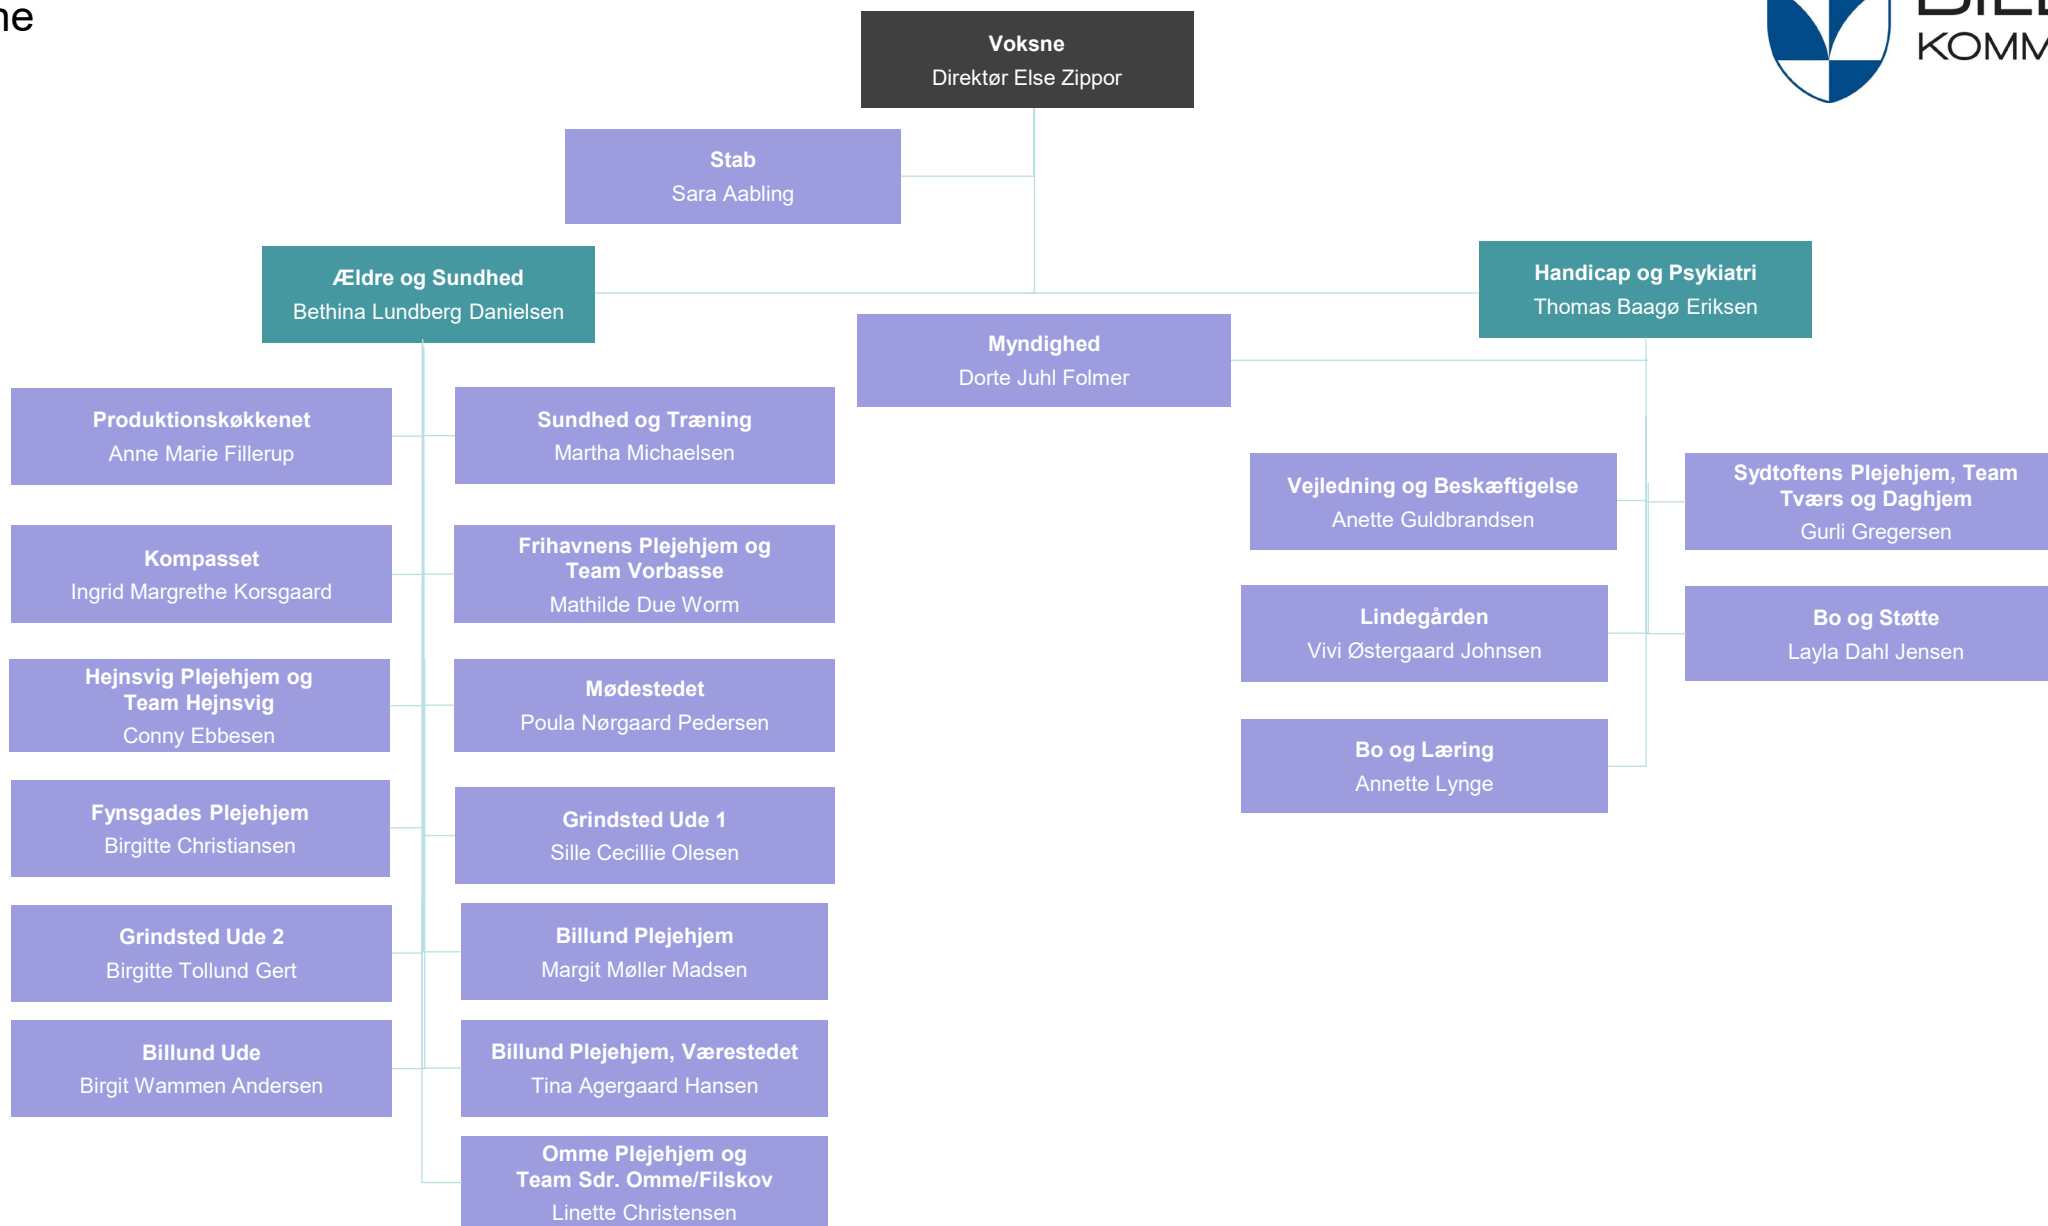 Voksne
Direktør Else Zippor
KOMM
Stab
Sara Aabling
Ældre og Sundhed
Bethina Lundberg Danielsen
Handicap og Psykiatri
Thomas Baagø Eriksen
Myndighed
Dorte Juhl Folmer
Produktionskøkkenet
Anne Marie Fillerup
Sundhed og Træning
Martha Michaelsen
Kompasset
Ingrid Margrethe Korsgaard
Frihavnens Plejehjem og
Team Vorbasse
Mathilde Due Worm
Hejnsvig Plejehjem og
Team Hejnsvig
Conny Ebbesen
Mødestedet
Poula Nørgaard Pedersen
Fynsgades Plejehjem
Birgitte Christiansen
Grindsted Ude 1
Sille Cecillie Olesen
Grindsted Ude 2
Birgitte Tollund Gert
Billund Plejehjem
Margit Møller Madsen
Billund Ude
Birgit Wammen Andersen
Billund Plejehjem, Værestedet
Tina Agergaard Hansen
Omme Plejehjem og
Team Sdr. Omme/Filskov
Linette Christensen
Vejledning og Beskæftigelse
Anette Guldbrandsen
Sydtoftens Plejehjem, Team
Tværs og Daghjem
Gurli Gregersen
Lindegården
Vivi Østergaard Johnsen
Bo og Støtte
Layla Dahl Jensen
Bo og Læring
Annette Lynge